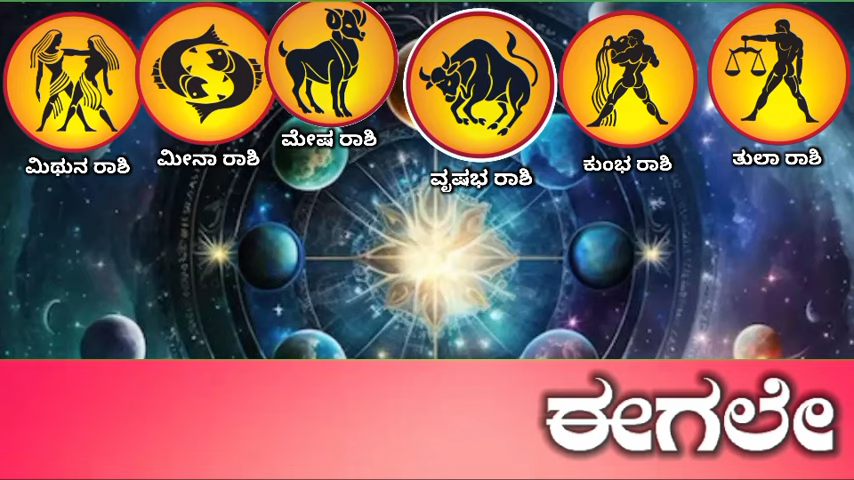 ಮಿಥುನ ರಾಶಿ
ಮೀನಾ ರಾಶಿ
ಮೇಷ ರಾಶಿ
ವೃಷಭ ರಾಶಿ
ಕುಂಭ ರಾಶಿ
ತುಲಾ ರಾಶಿ
ಈಗಲೇ